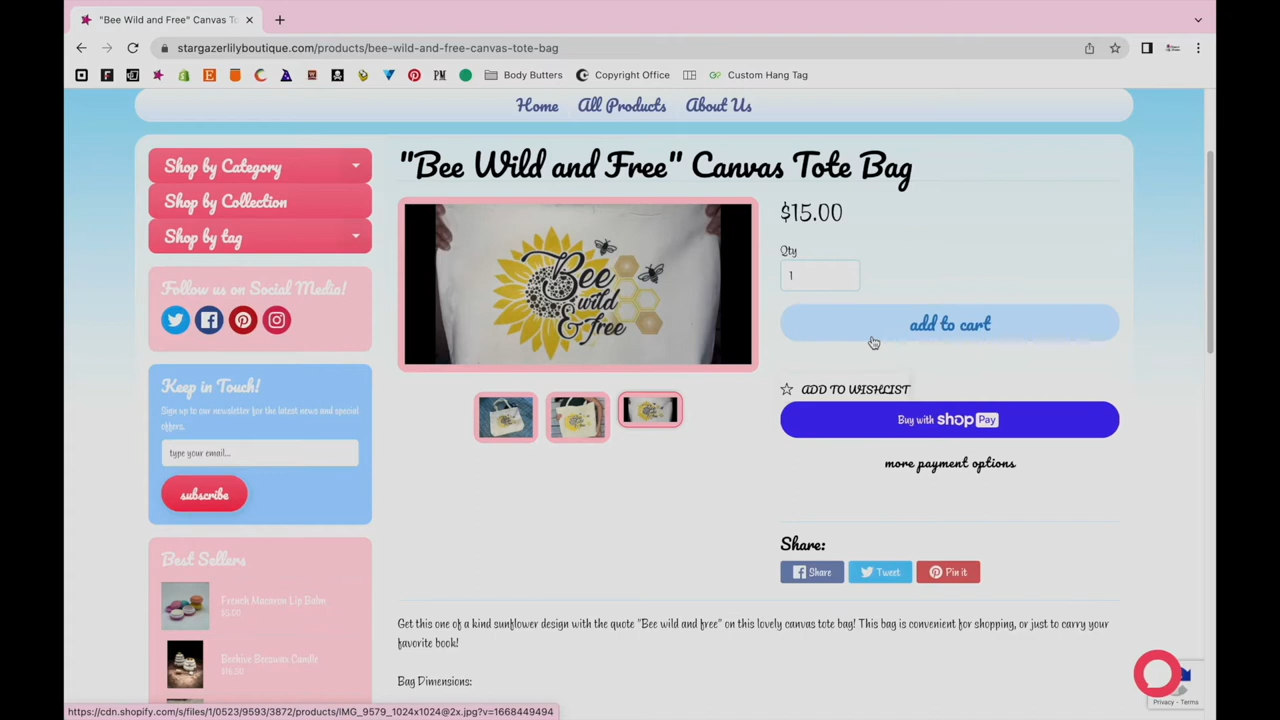 "Bee Wild and Free" Canvas To
stargazerlilyboutique.com/products/bee-wild-and-free-canvas-tote-bag
PM
Body Butters
Copyright Office
Custom Hang Tag
Home All Products About Us
Shop by Category
Shop by Collection
Shop by tag
Follow us on Social Media!
Keep in Touch!
Sign up to our newsletter for the latest news and special
offers.
type your email...
subscribe
Best Sellers
French Macaron Lip Balm
$5.00
Beehive Beeswax Candle
$16.00
"Bee Wild and Free" Canvas Tote Bag
Bee
wild
& free
$15.00
Qty
1
add to cart
ADD TO WISHLIST
Buy with shop Pay
more payment options
Share:
Share Tweet Pin it
Get this one of a kind sunflower design with the quote "Bee wild and free" on this lovely canvas tote bag! This bag is convenient for shopping, or just to carry your
favorite book!
Bag Dimensions:
Privacy - Terms
https://cdn.shopify.com/s/files/1/0523/9593/3872/products/IMG_9579_1024x1024@2x.jpg?v=1668449494